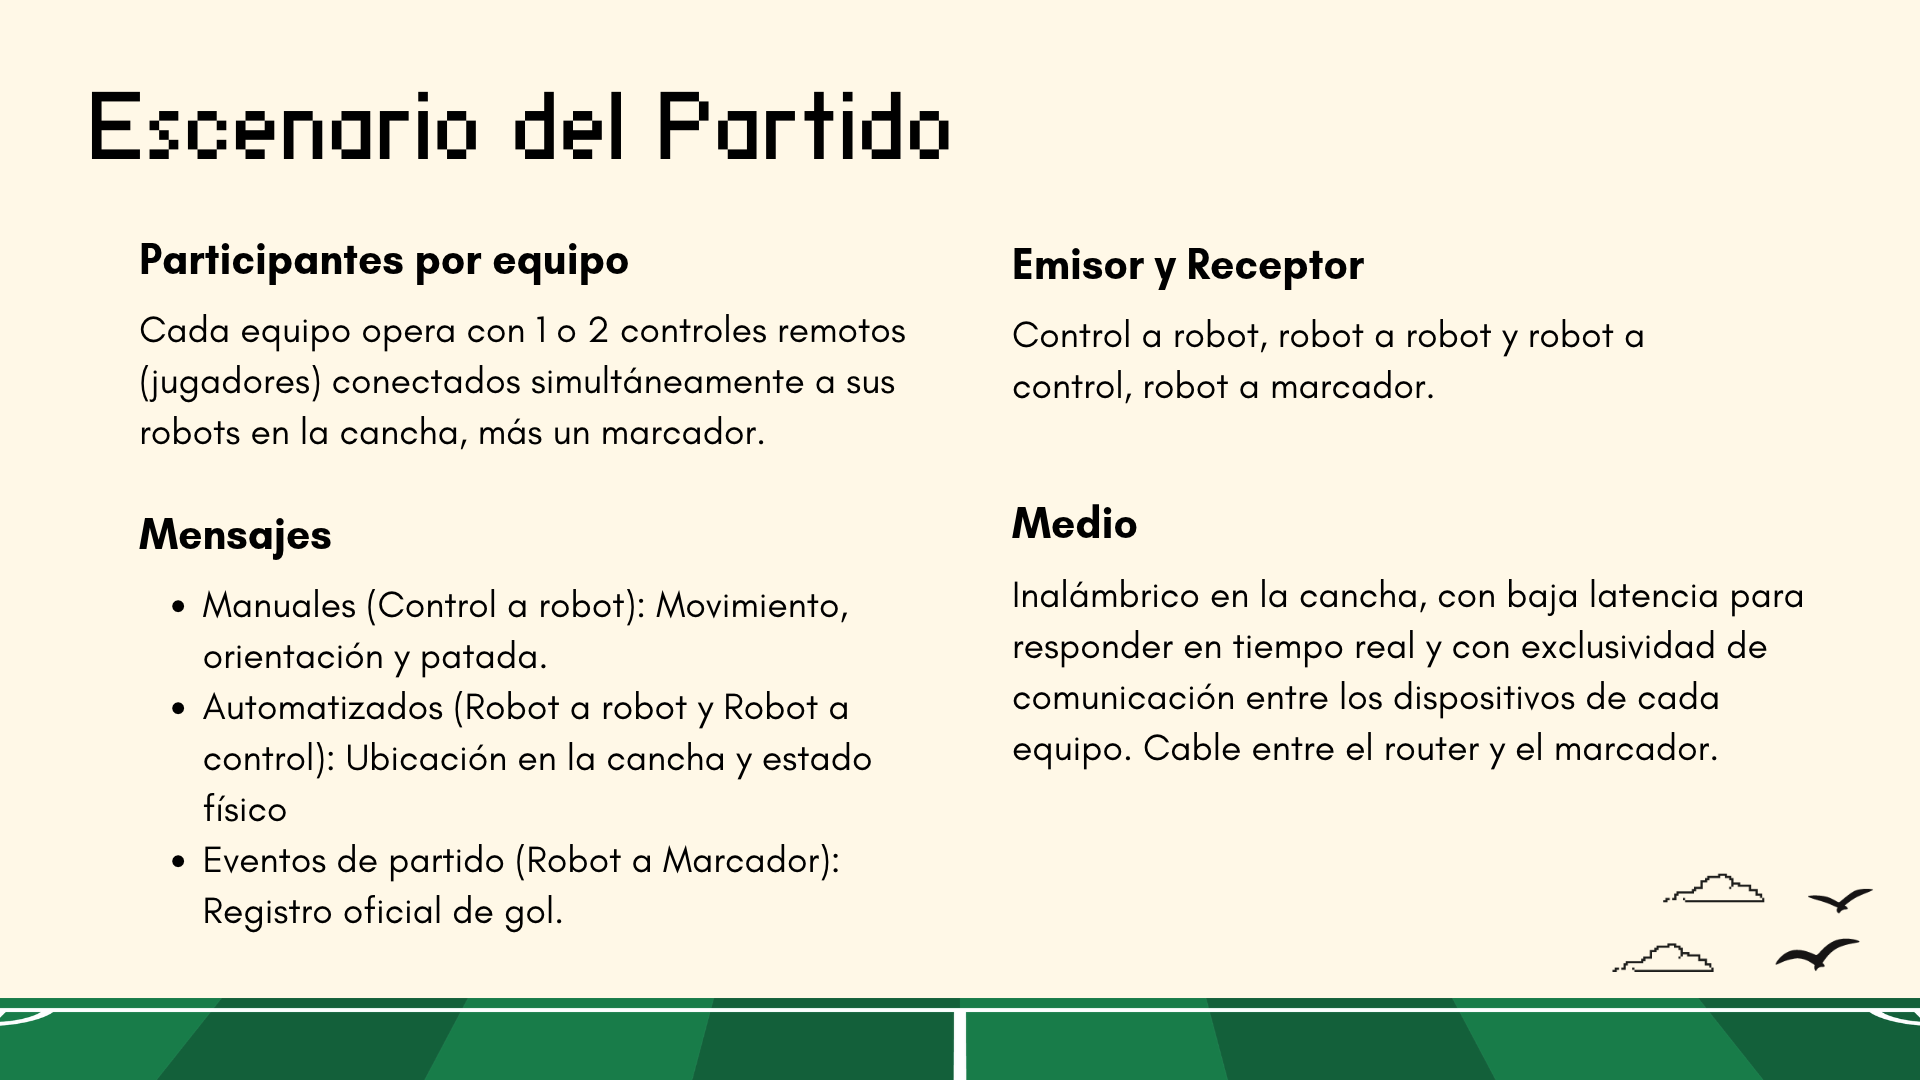 Escenario del Partido
Participantes por equipo
Cada equipo opera con 1 o 2 controles remotos
(jugadores) conectados simultáneamente a sus
robots en la cancha, más un marcador.
Mensajes
• Manuales (Control a robot): Movimiento,
orientación y patada.
• Automatizados (Robot a robot y Robot a
control): Ubicación en la cancha y estado
físico
• Eventos de partido (Robot a Marcador):
Registro oficial de gol.
Emisor y Receptor
Control a robot, robot a robot y robot a
control, robot a marcador.
Medio
Inalámbrico en la cancha, con baja latencia para
responder en tiempo real y con exclusividad de
comunicación entre los dispositivos de cada
equipo. Cable entre el router y el marcador.